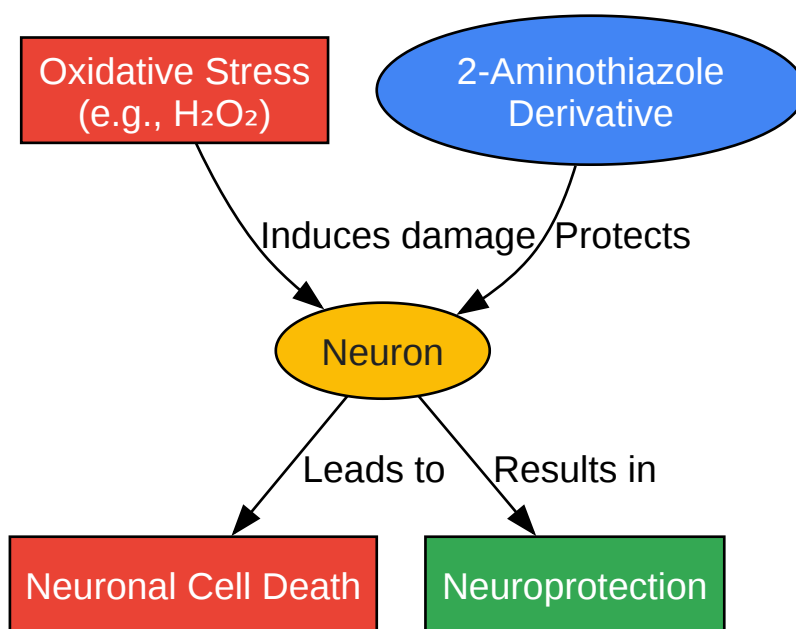 Oxidative Stress
(e.g., H₂O₂)
2-Aminothiazole
Derivative
Induces damage
Protects
Neuron
Leads to
Results in
Neuronal Cell Death
Neuroprotection